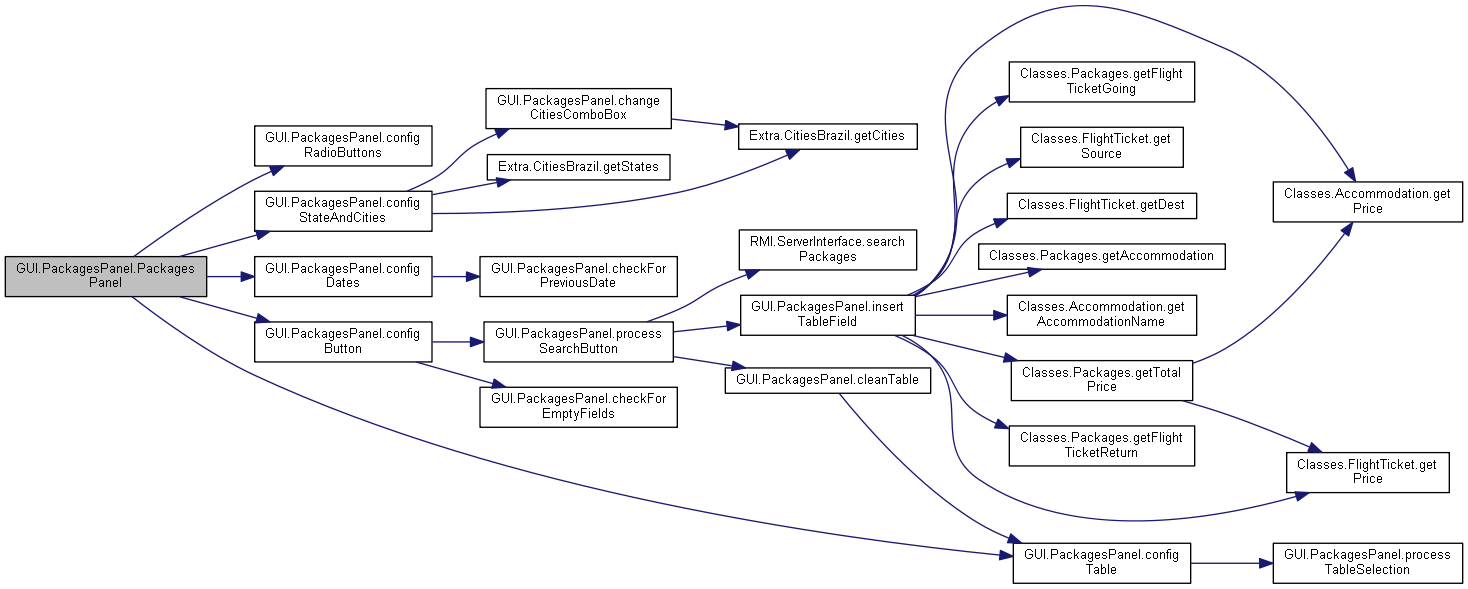 GUI.PackagesPanel.Packages
Panel
GUI.PackagesPanel.config
RadioButtons
GUI.PackagesPanel.config
StateAndCities
GUI.PackagesPanel.config
Dates
GUI.PackagesPanel.config
Button
GUI.PackagesPanel.change
CitiesComboBox
Extra.CitiesBrazil.getStates
GUI.PackagesPanel.checkFor
PreviousDate
GUI.PackagesPanel.process
SearchButton
GUI.PackagesPanel.checkFor
EmptyFields
Extra.CitiesBrazil.getCities
RMI.ServerInterface.search
Packages
GUI.PackagesPanel.insert
TableField
GUI.PackagesPanel.cleanTable
Classes.Packages.getFlight
TicketGoing
Classes.FlightTicket.get
Source
Classes.FlightTicket.getDest
Classes.Packages.getAccommodation
Classes.Accommodation.get
AccommodationName
Classes.Packages.getTotal
Price
Classes.Packages.getFlight
TicketReturn
GUI.PackagesPanel.config
Table
Classes.Accommodation.get
Price
Classes.FlightTicket.get
Price
GUI.PackagesPanel.process
TableSelection